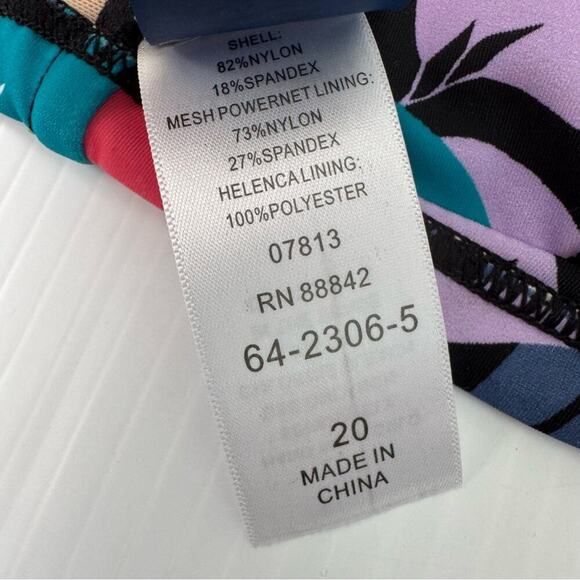 SHELL:
82%NYLON
18%SPANDEX
MESH POWERNET LINING:
73%NYLON
27%SPANDEX
HELENCA LINING:
100%POLYESTER
07813
RN 88842
64-2306-5
20
MADE IN
CHINA